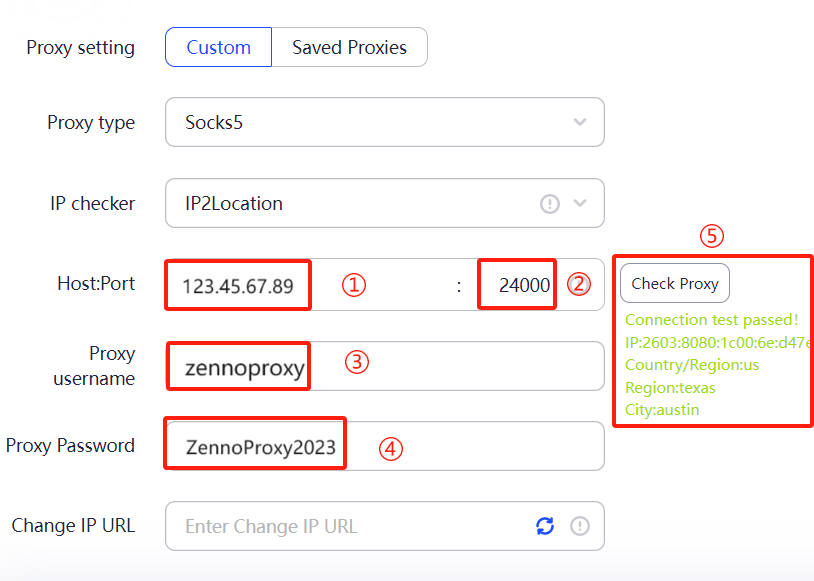 Proxy setting Custom Saved Proxies
Proxy type Socks5
IP checker IP2Location
⑤
Host:Port 123.45.67.89 ① : 24000 ② Check Proxy
Connection test passed!
IP:2603:8080:1c00:6e:d47e
Country/Region:us
Region:texas
City:austin
Proxy username zennoproxy ③
Proxy Password ZennoProxy2023 ④
Change IP URL Enter Change IP URL